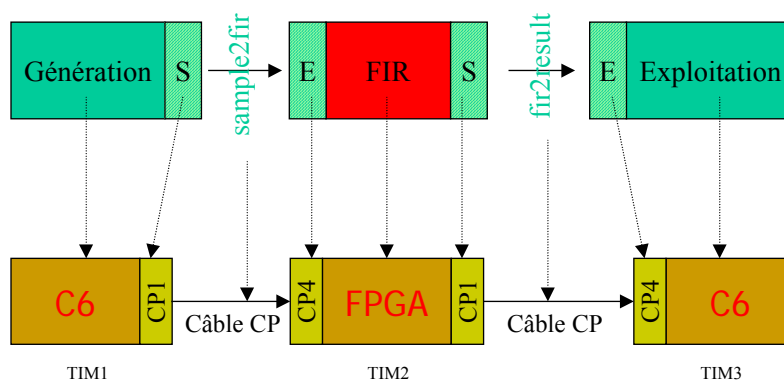 Génération
S
sample2fir
E
FIR
S
fir2result
E
Exploitation
C6
CP1
Câble CP
CP4
FPGA
CP1
Câble CP
CP4
C6
TIM1
TIM2
TIM3